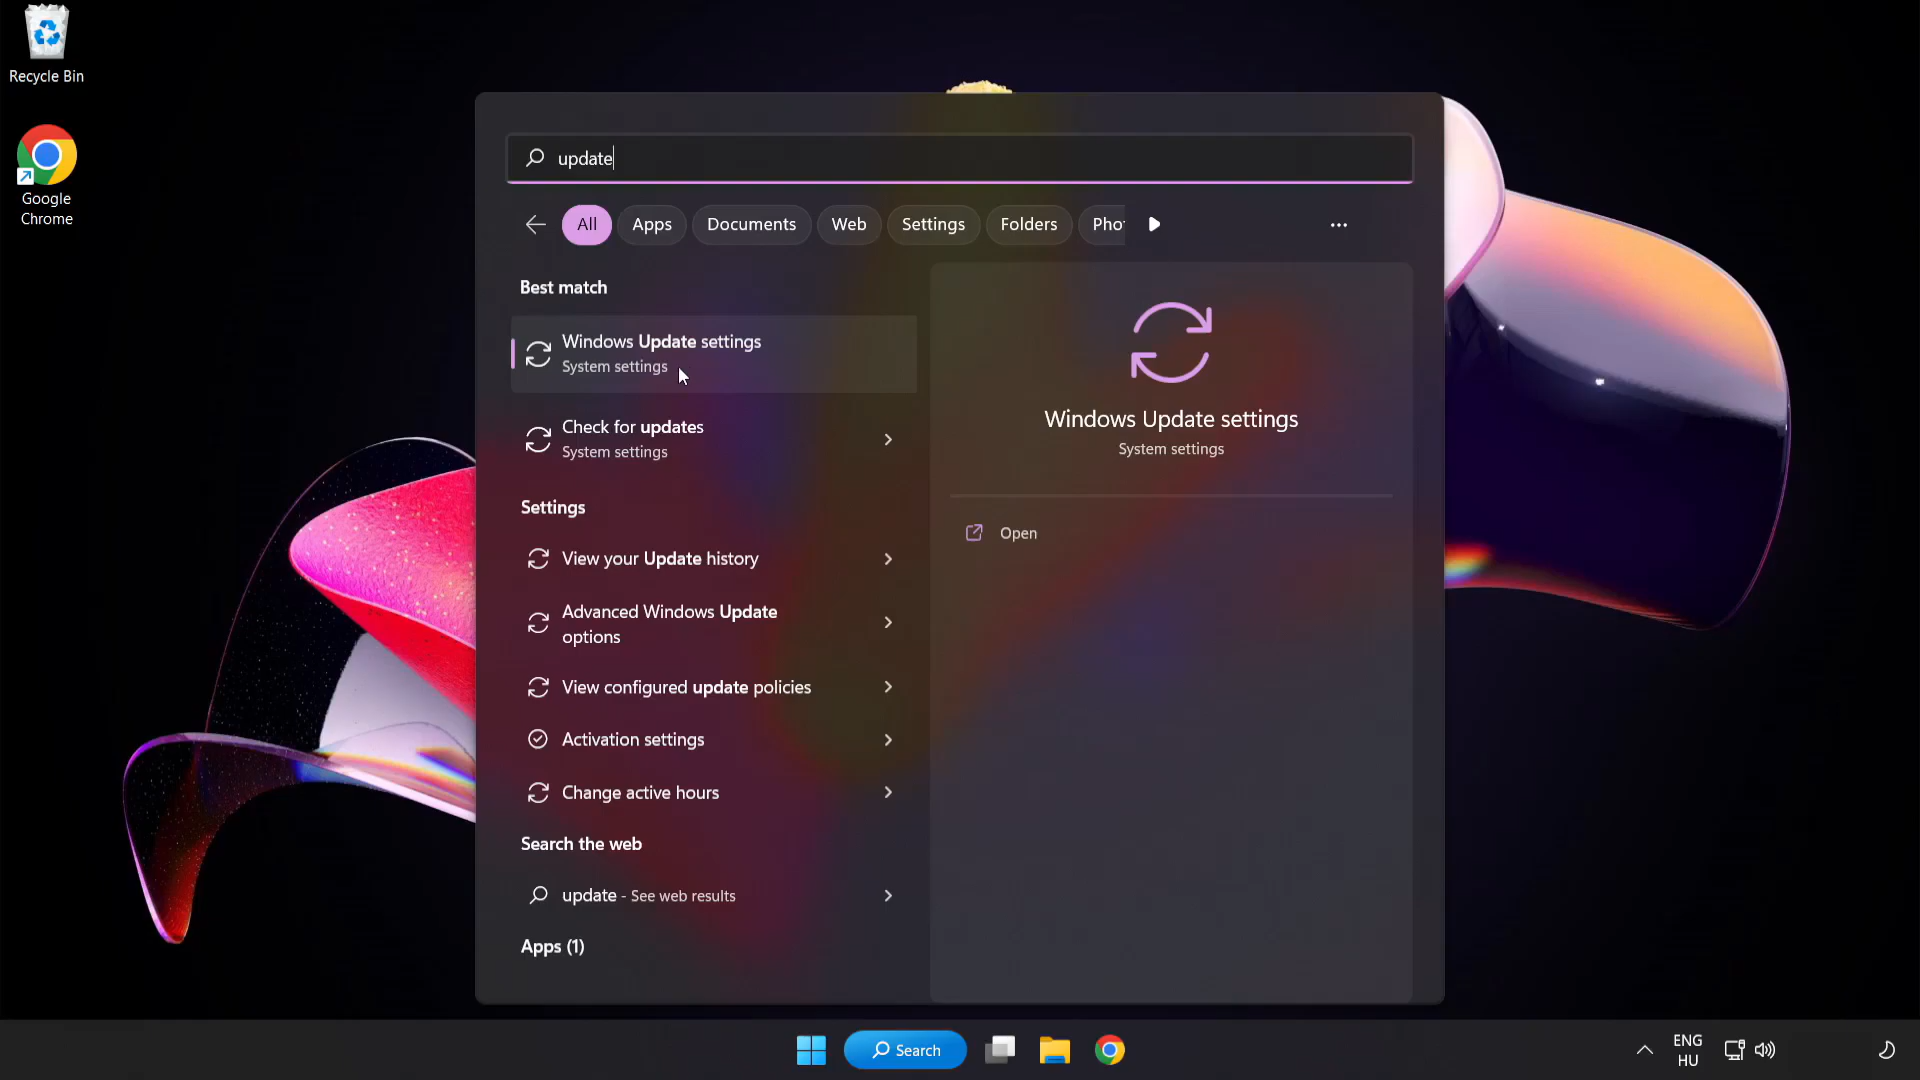 Recycle Bin
Google
Chrome
update
All
Apps
Documents
Web
Settings
Folders
Pho
Best match
Windows Update settings
System settings
Check for updates
System settings
Settings
View your Update history
Advanced Windows Update
options
View configured update policies
Activation settings
Change active hours
Search the web
update - See web results
Apps (1)
Windows Update settings
System settings
Open
Search
ENG
HU